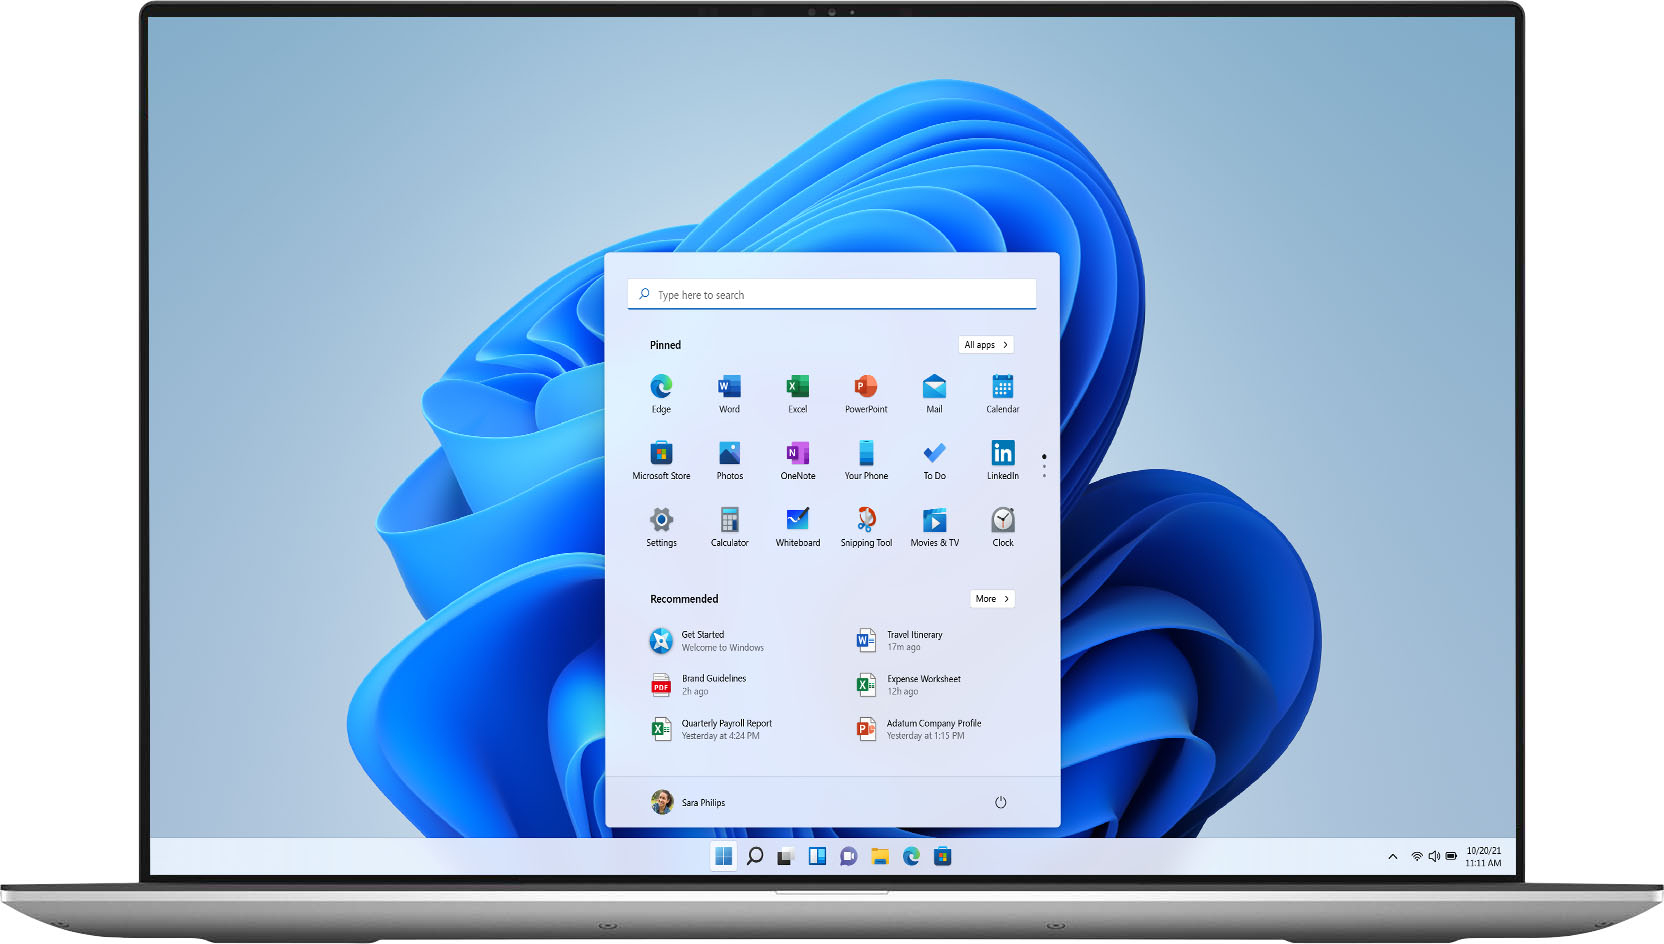 Type here to search
Pinned
All apps
Edge
Word
Excel
PowerPoint
Mail
Calendar
Microsoft Store
Photos
OneNote
Your Phone
To Do
LinkedIn
Settings
Calculator
Whiteboard
Snipping Tool
Movies & TV
Clock
Recommended
More
Get Started
Welcome to Windows
Travel Itinerary
17m ago
Brand Guidelines
2h ago
Expense Worksheet
12h ago
Quarterly Payroll Report
Yesterday at 4:24 PM
Adatum Company Profile
Yesterday at 1:15 PM
Sara Philips
10/20/21
11:11 AM